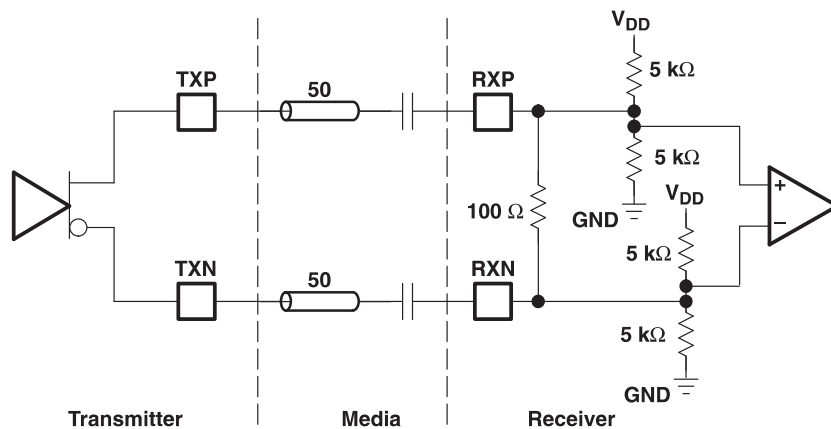 V_DD
5 kΩ
TXP
50
RXP
5 kΩ
V_DD
100 Ω
GND
+
−
5 kΩ
TXN
50
RXN
5 kΩ
GND
Transmitter
Media
Receiver